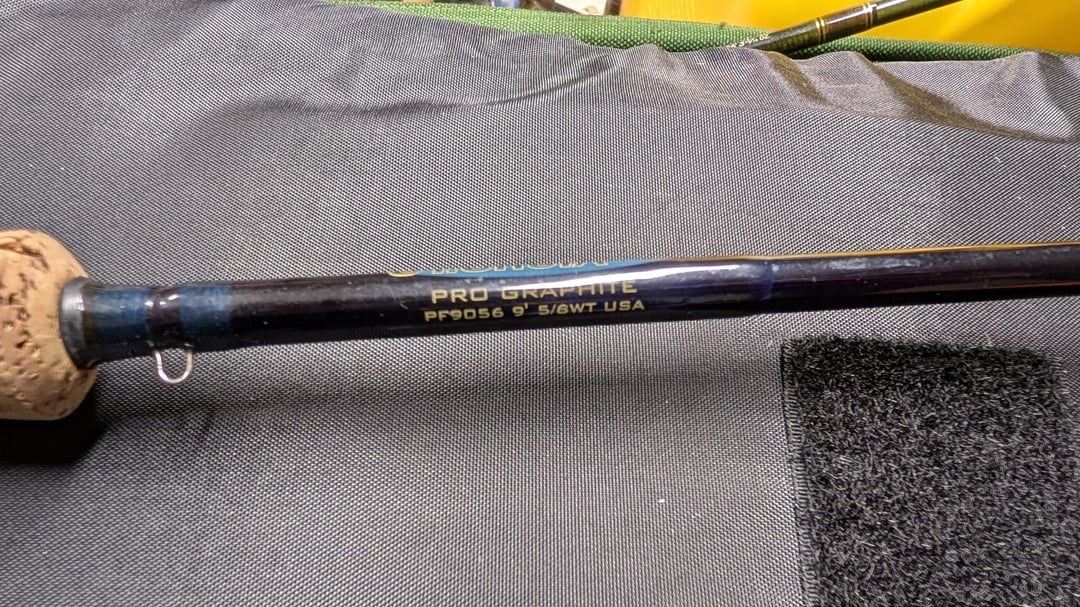 PRO GRAPHITE
PF9056 9' 5/6WT USA